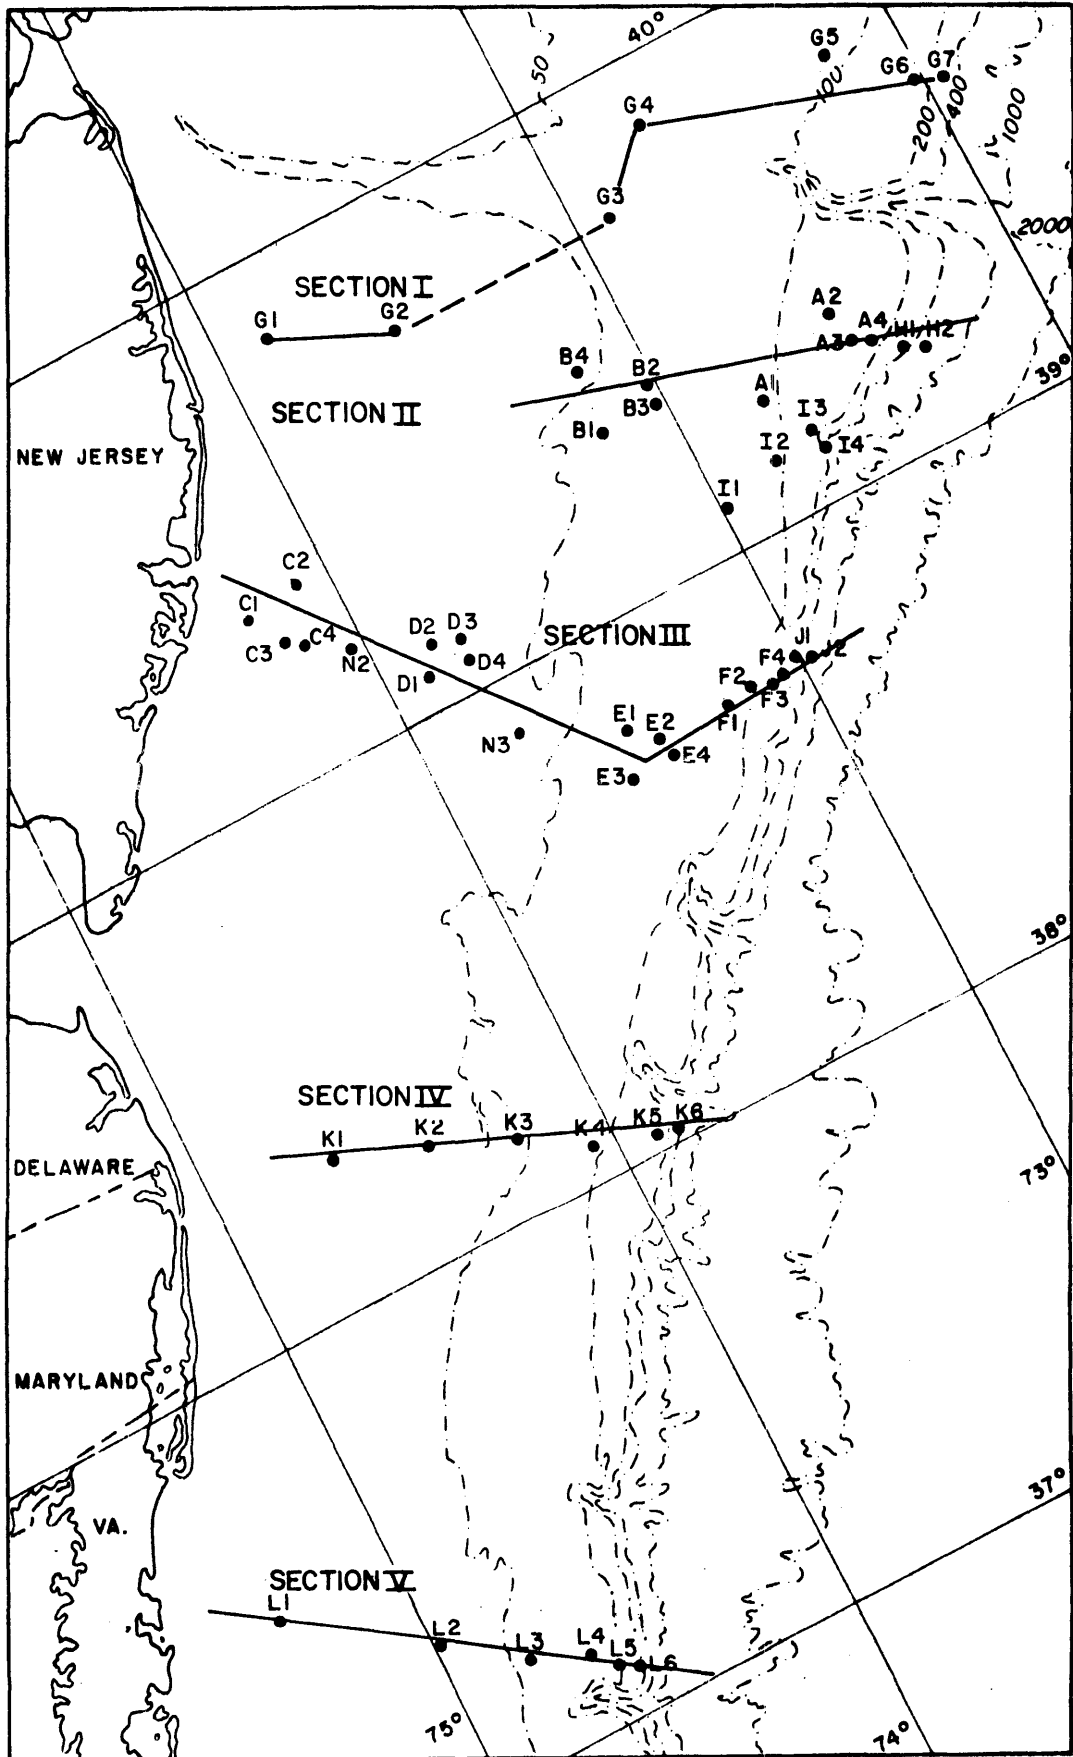 40°
50
G5
G6
G7
100
400
200
1000
G4
G3
2000
SECTION I
G1
G2
A2
A4
A3
H1
H2
B4
B2
B3
B1
A1
39°
SECTION II
I3
I4
I2
I1
NEW JERSEY
C2
C1
C3
C4
N2
D2
D3
D4
D1
SECTION III
J1
J2
F4
F2
F3
F1
N3
E1
E2
E4
E3
38°
SECTION IV
K1
K2
K3
K4
K5
K6
DELAWARE
73°
MARYLAND
37°
VA.
SECTION V
L1
L2
L3
L4
L5
L6
75°
74°